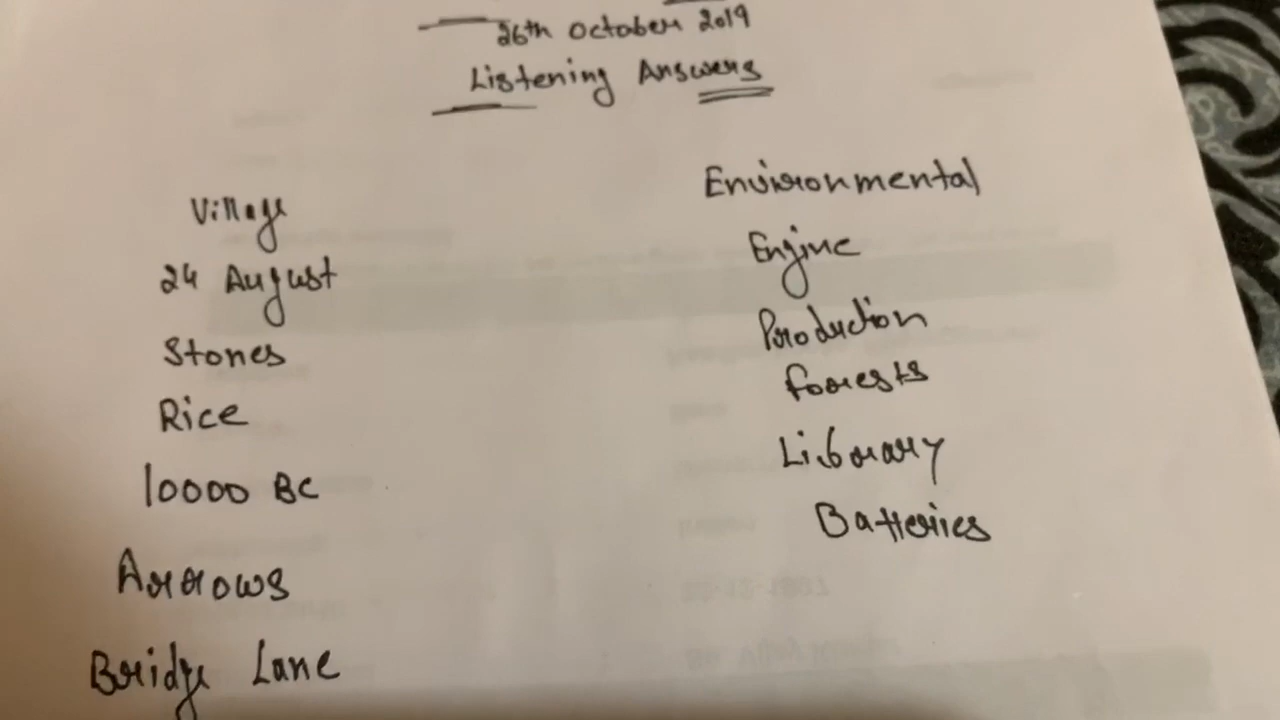 26th October 2019
Listening Answers
Village
24 August
Stones
Rice
10000 BC
Arrows
Bridge Lane
Environmental
Engine
Production
forests
Library
Batteries